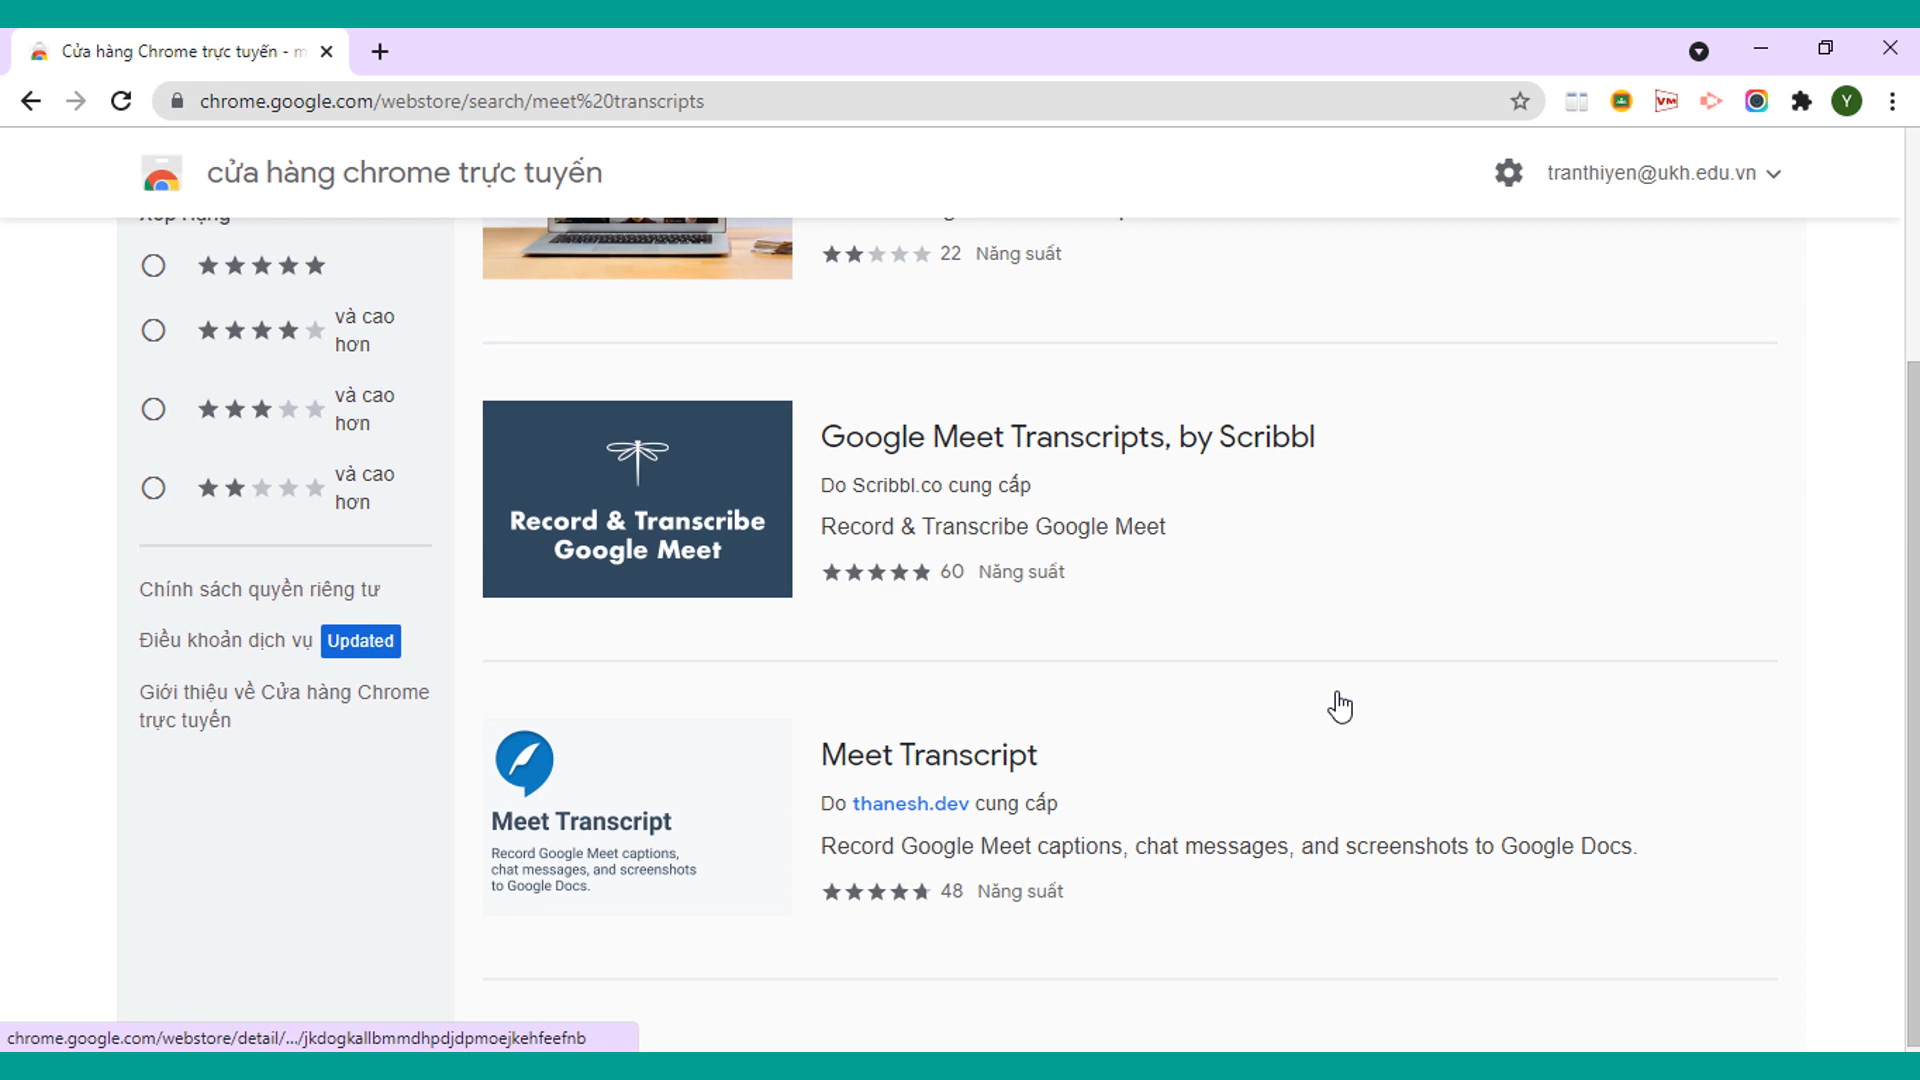 Cửa hàng Chrome trực tuyến - m
chrome.google.com/webstore/search/meet%20transcripts
VM
Y
cửa hàng chrome trực tuyến
tranthiyen@ukh.edu.vn
Xếp hạng
22 Năng suất
và cao
hơn
và cao
hơn
và cao
hơn
Google Meet Transcripts, by Scribbl
Do Scribbl.co cung cấp
Record & Transcribe Google Meet
60 Năng suất
Record & Transcribe
Google Meet
Chính sách quyền riêng tư
Điều khoản dịch vụ Updated
Giới thiệu về Cửa hàng Chrome
trực tuyến
Meet Transcript
Record Google Meet captions,
chat messages, and screenshots
to Google Docs.
Meet Transcript
Do thanesh.dev cung cấp
Record Google Meet captions, chat messages, and screenshots to Google Docs.
48 Năng suất
chrome.google.com/webstore/detail/.../jkdogkallbmmdhpdjdpmoejkehfeefnb